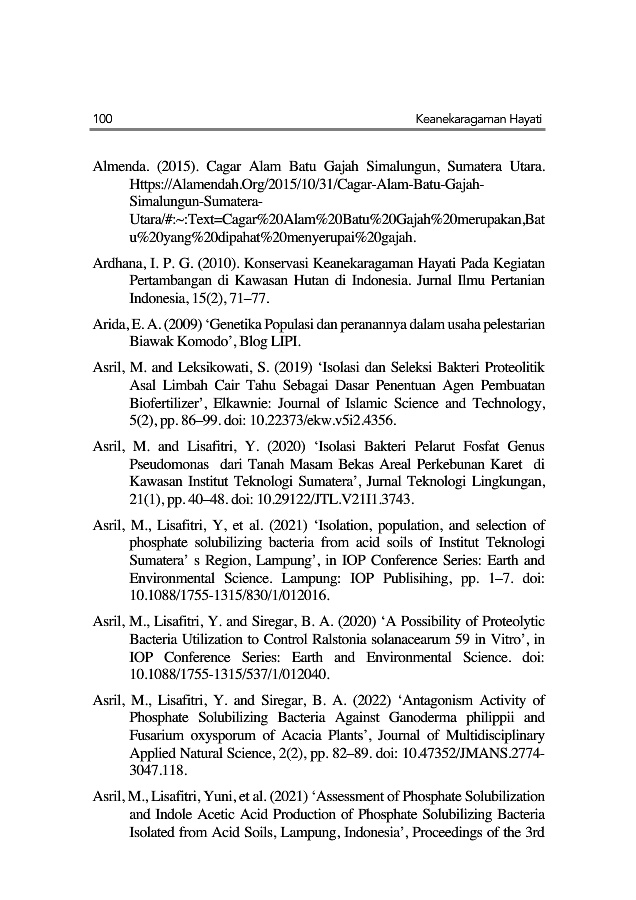 100 Keanekaragaman Hayati
Almenda. (2015). Cagar Alam Batu Gajah Simalungun, Sumatera Utara.
Https://Alamendah.Org/2015/10/31/Cagar-Alam-Batu-Gajah-
Simalungun-Sumatera-
Utara/#:~:Text=Cagar%20Alam%20Batu%20Gajah%20merupakan,Bat
u%20yang%20dipahat%20menyerupai%20gajah.
Ardhana, I. P. G. (2010). Konservasi Keanekaragaman Hayati Pada Kegiatan
Pertambangan di Kawasan Hutan di Indonesia. Jurnal Ilmu Pertanian
Indonesia, 15(2), 71–77.
Arida, E. A. (2009) ‘Genetika Populasi dan peranannya dalam usaha pelestarian
Biawak Komodo’, Blog LIPI.
Asril, M. and Leksikowati, S. (2019) ‘Isolasi dan Seleksi Bakteri Proteolitik
Asal Limbah Cair Tahu Sebagai Dasar Penentuan Agen Pembuatan
Biofertilizer’, Elkawnie: Journal of Islamic Science and Technology,
5(2), pp. 86–99. doi: 10.22373/ekw.v5i2.4356.
Asril, M. and Lisafitri, Y. (2020) ‘Isolasi Bakteri Pelarut Fosfat Genus
Pseudomonas dari Tanah Masam Bekas Areal Perkebunan Karet di
Kawasan Institut Teknologi Sumatera’, Jurnal Teknologi Lingkungan,
21(1), pp. 40–48. doi: 10.29122/JTL.V21I1.3743.
Asril, M., Lisafitri, Y, et al. (2021) ‘Isolation, population, and selection of
phosphate solubilizing bacteria from acid soils of Institut Teknologi
Sumatera’ s Region, Lampung’, in IOP Conference Series: Earth and
Environmental Science. Lampung: IOP Publisihing, pp. 1–7. doi:
10.1088/1755-1315/830/1/012016.
Asril, M., Lisafitri, Y. and Siregar, B. A. (2020) ‘A Possibility of Proteolytic
Bacteria Utilization to Control Ralstonia solanacearum 59 in Vitro’, in
IOP Conference Series: Earth and Environmental Science. doi:
10.1088/1755-1315/537/1/012040.
Asril, M., Lisafitri, Y. and Siregar, B. A. (2022) ‘Antagonism Activity of
Phosphate Solubilizing Bacteria Against Ganoderma philippii and
Fusarium oxysporum of Acacia Plants’, Journal of Multidisciplinary
Applied Natural Science, 2(2), pp. 82–89. doi: 10.47352/JMANS.2774-
3047.118.
Asril, M., Lisafitri, Yuni, et al. (2021) ‘Assessment of Phosphate Solubilization
and Indole Acetic Acid Production of Phosphate Solubilizing Bacteria
Isolated from Acid Soils, Lampung, Indonesia’, Proceedings of the 3rd